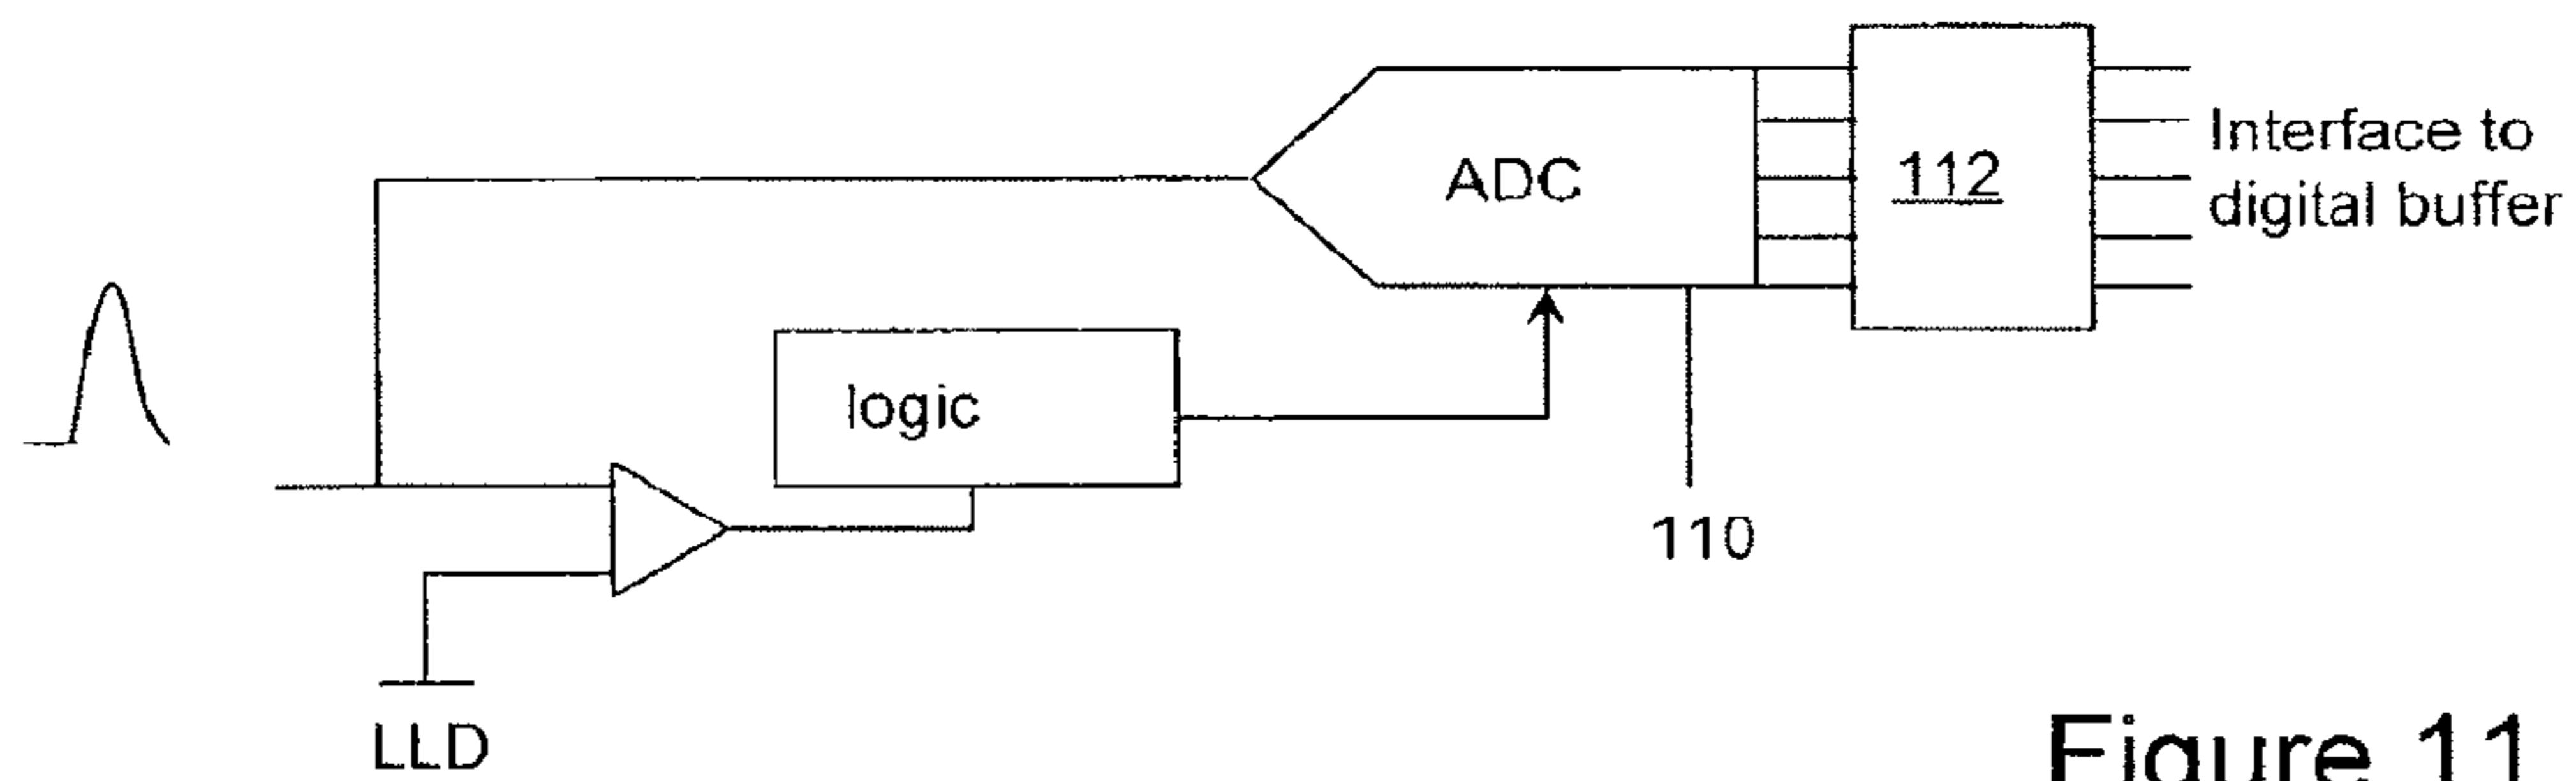 ADC
112
Interface to
digital buffer
logic
110
LLD
Figure 11